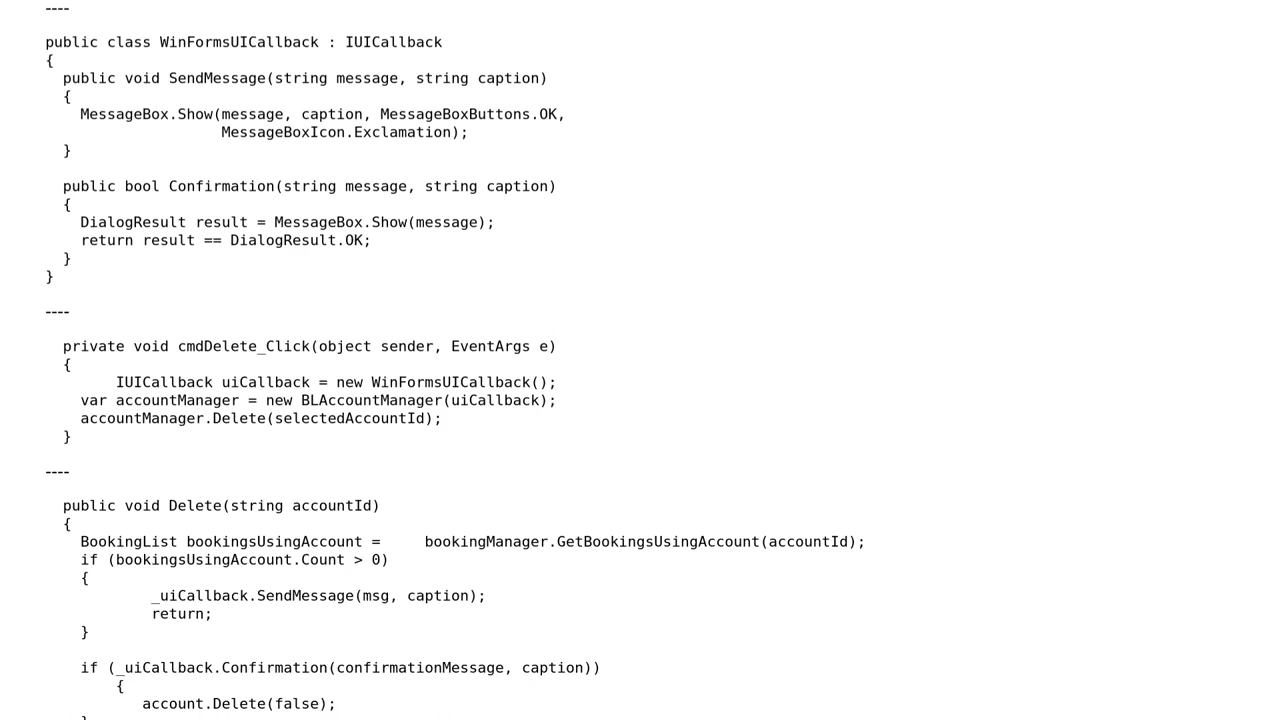 ----
public class WinFormsUICallback : IUICallback
{
  public void SendMessage(string message, string caption)
  {
    MessageBox.Show(message, caption, MessageBoxButtons.OK,
                    MessageBoxIcon.Exclamation);
  }
  public bool Confirmation(string message, string caption)
  {
    DialogResult result = MessageBox.Show(message);
    return result == DialogResult.OK;
  }
}
----
  private void cmdDelete_Click(object sender, EventArgs e)
  {
        IUICallback uiCallback = new WinFormsUICallback();
    var accountManager = new BLAccountManager(uiCallback);
    accountManager.Delete(selectedAccountId);
  }
----
  public void Delete(string accountId)
  {
    BookingList bookingsUsingAccount =     bookingManager.GetBookingsUsingAccount(accountId);
    if (bookingsUsingAccount.Count > 0)
    {
            _uiCallback.SendMessage(msg, caption);
            return;
    }
    if (_uiCallback.Confirmation(confirmationMessage, caption))
        {
           account.Delete(false);
    }